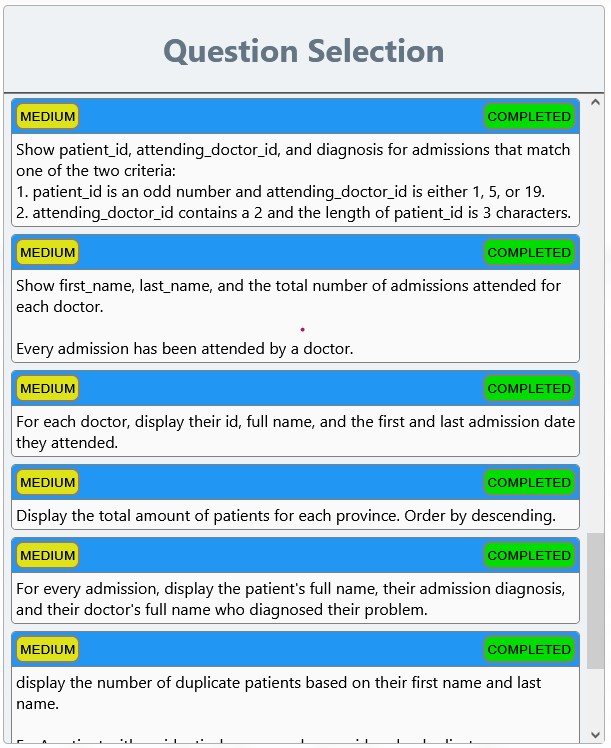 Question Selection
MEDIUM COMPLETED
Show patient_id, attending_doctor_id, and diagnosis for admissions that match
one of the two criteria:
1. patient_id is an odd number and attending_doctor_id is either 1, 5, or 19.
2. attending_doctor_id contains a 2 and the length of patient_id is 3 characters.
MEDIUM COMPLETED
Show first_name, last_name, and the total number of admissions attended for
each doctor.
Every admission has been attended by a doctor.
MEDIUM COMPLETED
For each doctor, display their id, full name, and the first and last admission date
they attended.
MEDIUM COMPLETED
Display the total amount of patients for each province. Order by descending.
MEDIUM COMPLETED
For every admission, display the patient's full name, their admission diagnosis,
and their doctor's full name who diagnosed their problem.
MEDIUM COMPLETED
display the number of duplicate patients based on their first name and last
name.